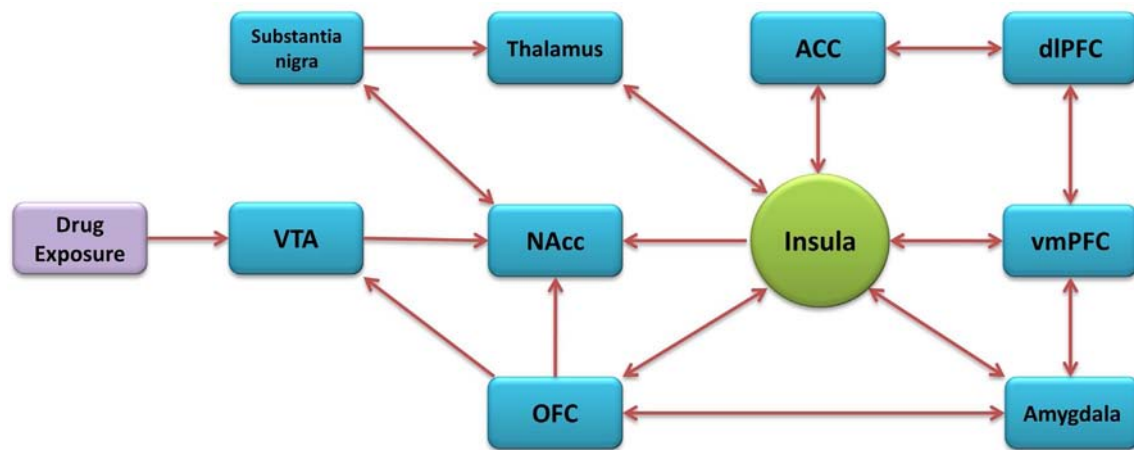 Substantia
nigra
Thalamus
ACC
dlPFC
Drug
Exposure
VTA
NAcc
Insula
vmPFC
OFC
Amygdala